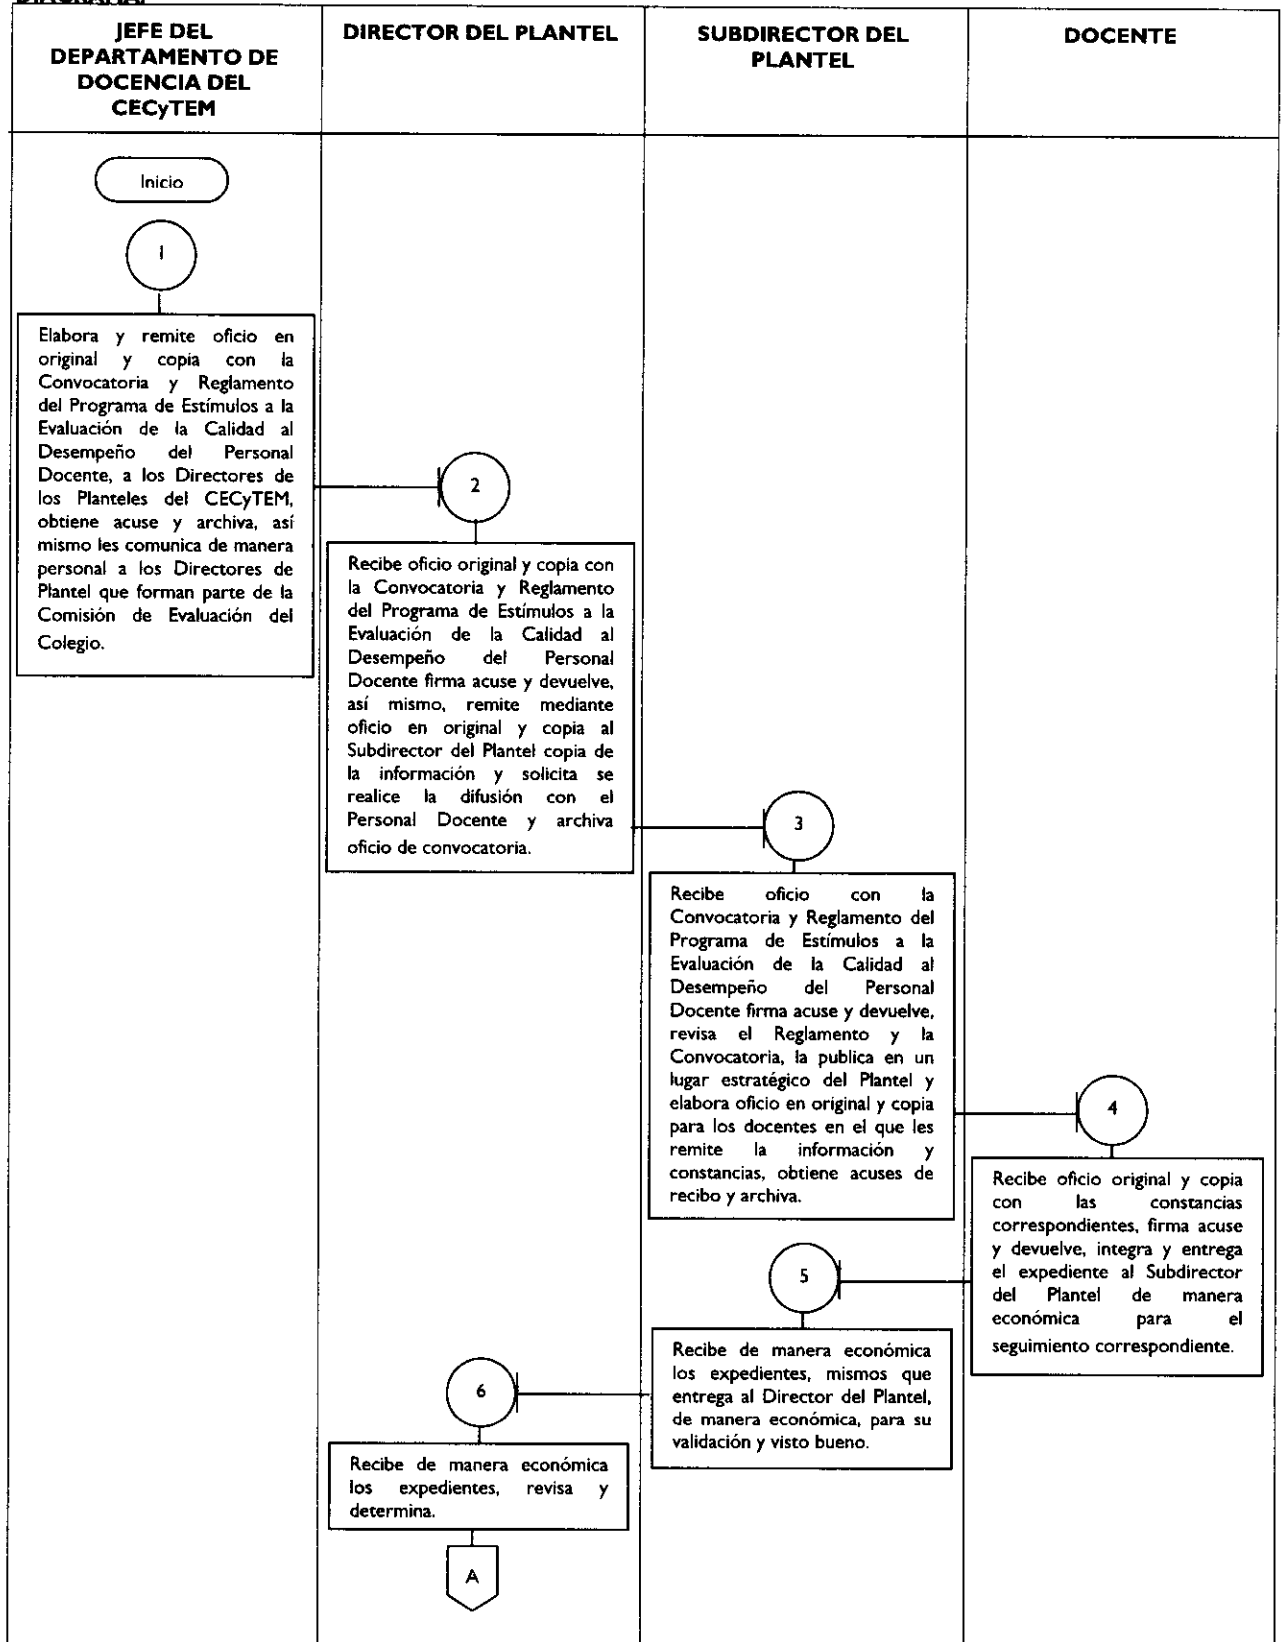 DIAGRAMA:
JEFE DEL
DEPARTAMENTO DE
DOCENCIA DEL
CECyTEM
DIRECTOR DEL PLANTEL
SUBDIRECTOR DEL
PLANTEL
DOCENTE
Inicio
1
Elabora y remite oficio en
original y copia con la
Convocatoria y Reglamento
del Programa de Estímulos a la
Evaluación de la Calidad al
Desempeño del Personal
Docente, a los Directores de
los Planteles del CECyTEM,
obtiene acuse y archiva, así
mismo les comunica de manera
personal a los Directores de
Plantel que forman parte de la
Comisión de Evaluación del
Colegio.
2
Recibe oficio original y copia con
la Convocatoria y Reglamento
del Programa de Estímulos a la
Evaluación de la Calidad al
Desempeño del Personal
Docente firma acuse y devuelve,
así mismo, remite mediante
oficio en original y copia al
Subdirector del Plantel copia de
la información y solicita se
realice la difusión con el
Personal Docente y archiva
oficio de convocatoria.
3
Recibe oficio con la
Convocatoria y Reglamento del
Programa de Estímulos a la
Evaluación de la Calidad al
Desempeño del Personal
Docente firma acuse y devuelve,
revisa el Reglamento y la
Convocatoria, la publica en un
lugar estratégico del Plantel y
elabora oficio en original y copia
para los docentes en el que les
remite la información y
constancias, obtiene acuses de
recibo y archiva.
4
Recibe oficio original y copia
con las constancias
correspondientes, firma acuse
y devuelve, integra y entrega
el expediente al Subdirector
del Plantel de manera
económica para el
seguimiento correspondiente.
5
Recibe de manera económica
los expedientes, mismos que
entrega al Director del Plantel,
de manera económica, para su
validación y visto bueno.
6
Recibe de manera económica
los expedientes, revisa y
determina.
A